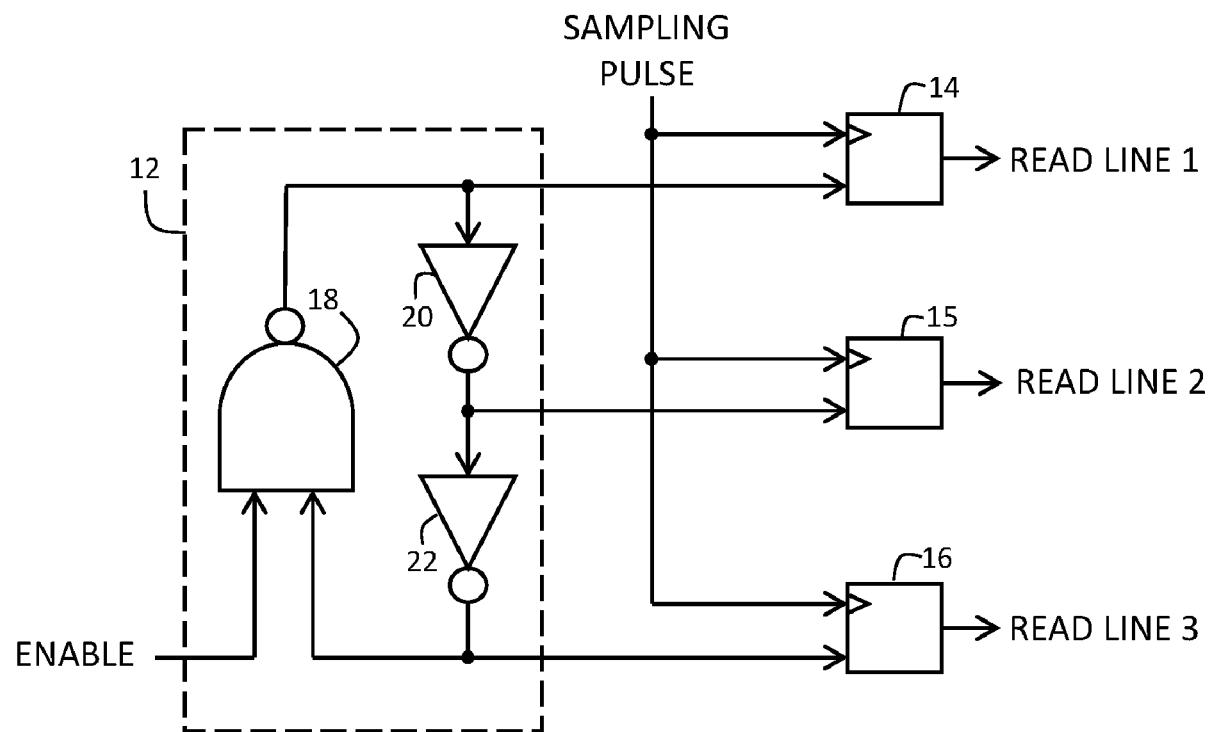 SAMPLING
PULSE
14
READ LINE 1
12
20
18
15
READ LINE 2
22
16
READ LINE 3
ENABLE